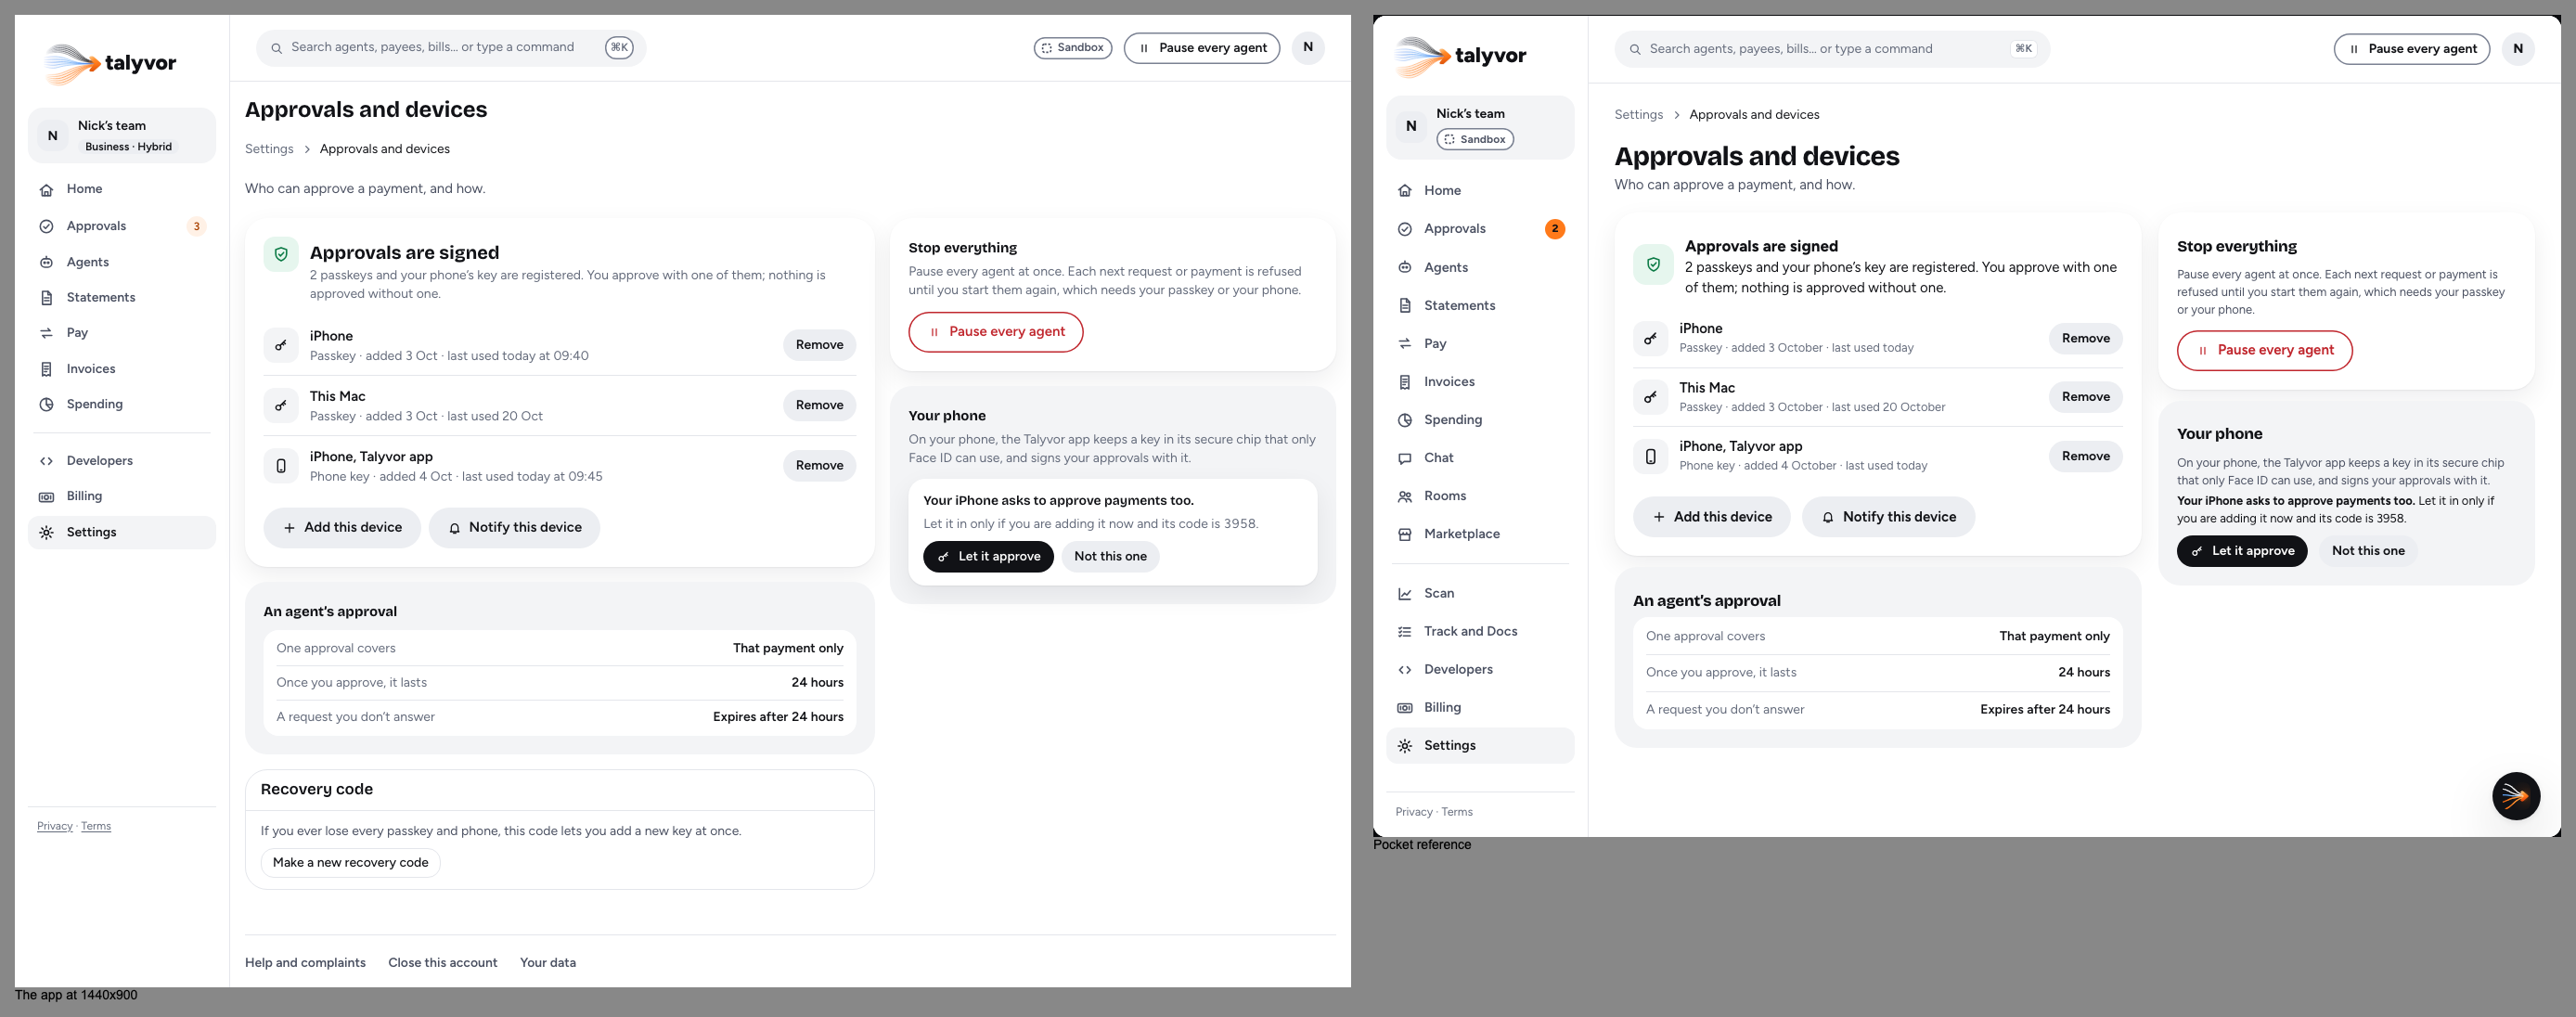 talyvor
Search agents, payees, bills... or type a command
⌘K
Sandbox
Pause every agent
N
N
Nick’s team
Business · Hybrid
Home
Approvals
3
Agents
Statements
Pay
Invoices
Spending
Developers
Billing
Settings
Privacy · Terms
Approvals and devices
Settings > Approvals and devices
Who can approve a payment, and how.
Approvals are signed
2 passkeys and your phone’s key are registered. You approve with one of them; nothing is
approved without one.
iPhone
Passkey · added 3 Oct · last used today at 09:40
Remove
This Mac
Passkey · added 3 Oct · last used 20 Oct
Remove
iPhone, Talyvor app
Phone key · added 4 Oct · last used today at 09:45
Remove
Add this device
Notify this device
An agent’s approval
One approval covers
That payment only
Once you approve, it lasts
24 hours
A request you don’t answer
Expires after 24 hours
Recovery code
If you ever lose every passkey and phone, this code lets you add a new key at once.
Make a new recovery code
Stop everything
Pause every agent at once. Each next request or payment is refused
until you start them again, which needs your passkey or your phone.
Pause every agent
Your phone
On your phone, the Talyvor app keeps a key in its secure chip that only
Face ID can use, and signs your approvals with it.
Your iPhone asks to approve payments too.
Let it in only if you are adding it now and its code is 3958.
Let it approve
Not this one
Help and complaints
Close this account
Your data
The app at 1440x900
talyvor
Search agents, payees, bills... or type a command
⌘K
Pause every agent
N
N
Nick’s team
Sandbox
Home
Approvals
2
Agents
Statements
Pay
Invoices
Spending
Chat
Rooms
Marketplace
Scan
Track and Docs
Developers
Billing
Settings
Privacy · Terms
Settings > Approvals and devices
Approvals and devices
Who can approve a payment, and how.
Approvals are signed
2 passkeys and your phone’s key are registered. You approve with one
of them; nothing is approved without one.
iPhone
Passkey · added 3 October · last used today
Remove
This Mac
Passkey · added 3 October · last used 20 October
Remove
iPhone, Talyvor app
Phone key · added 4 October · last used today
Remove
Add this device
Notify this device
An agent’s approval
One approval covers
That payment only
Once you approve, it lasts
24 hours
A request you don’t answer
Expires after 24 hours
Stop everything
Pause every agent at once. Each next request or payment is
refused until you start them again, which needs your passkey
or your phone.
Pause every agent
Your phone
On your phone, the Talyvor app keeps a key in its secure chip
that only Face ID can use, and signs your approvals with it.
Your iPhone asks to approve payments too. Let it in only if
you are adding it now and its code is 3958.
Let it approve
Not this one
Pocket reference